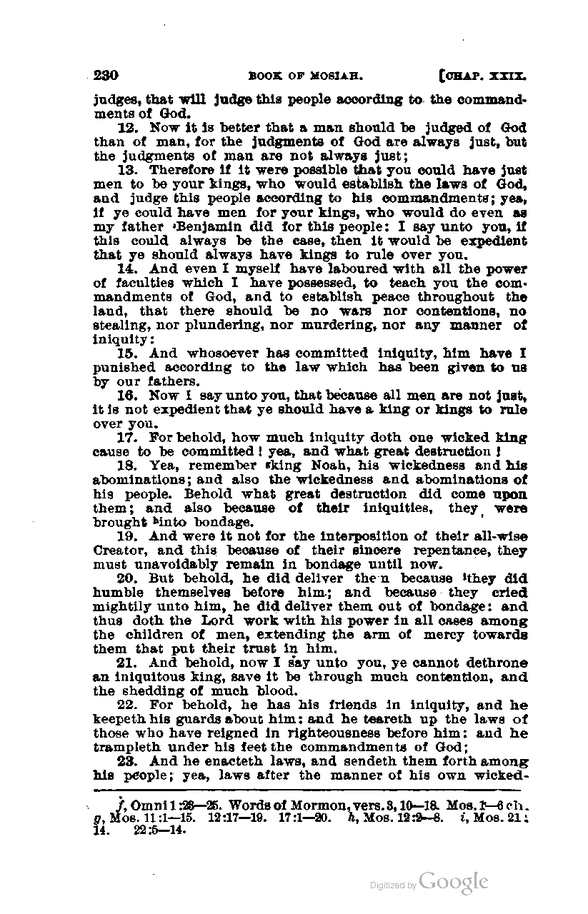 230 BOOK OF MOSIAH. [CHAP. XXIX.
judges, that will judge this people according to the command-
ments of God.
12. Now it is better that a man should be judged of God
than of man, for the judgments of God are always just, but
the judgments of man are not always just;
13. Therefore if it were possible that you could have just
men to be your kings, who would establish the laws of God,
and judge this people according to his commandments; yea,
if ye could have men for your kings, who would do even as
my father Benjamin did for this people: I say unto you, if
this could always be the case, then it would be expedient
that ye should always have kings to rule over you.
14. And even I myself have laboured with all the power
of faculties which I have possessed, to teach you the com-
mandments of God, and to establish peace throughout the
land, that there should be no wars nor contentions, no
stealing, nor plundering, nor murdering, nor any manner of
iniquity:
15. And whosoever has committed iniquity, him have I
punished according to the law which has been given to us
by our fathers.
16. Now I say unto you, that because all men are not just,
it is not expedient that ye should have a king or kings to rule
over you.
17. For behold, how much iniquity doth one wicked king
cause to be committed! yea, and what great destruction!
18. Yea, remember gking Noah, his wickedness and his
abominations; and also the wickedness and abominations of
his people. Behold what great destruction did come upon
them; and also because of their iniquities, they were
brought hinto bondage.
19. And were it not for the interposition of their all-wise
Creator, and this because of their sincere repentance, they
must unavoidably remain in bondage until now.
20. But behold, he did deliver them because ithey did
humble themselves before him; and because they cried
mightily unto him, he did deliver them out of bondage: and
thus doth the Lord work with his power in all cases among
the children of men, extending the arm of mercy towards
them that put their trust in him.
21. And behold, now I say unto you, ye cannot dethrone
an iniquitous king, save it be through much contention, and
the shedding of much blood.
22. For behold, he has his friends in iniquity, and he
keepeth his guards about him: and he teareth up the laws of
those who have reigned in righteousness before him: and he
trampleth under his feet the commandments of God;
23. And he enacteth laws, and sendeth them forth among
his people; yea, laws after the manner of his own wicked-
f, Omni 1:23—25. Words of Mormon, vers. 3, 10—18. Mos. 1—6 ch.
g, Mos. 11:1—15. 12:17—19. 17:1—20. h, Mos. 12:2—8. i, Mos. 21:
14. 22:5—14.
Digitized by Google